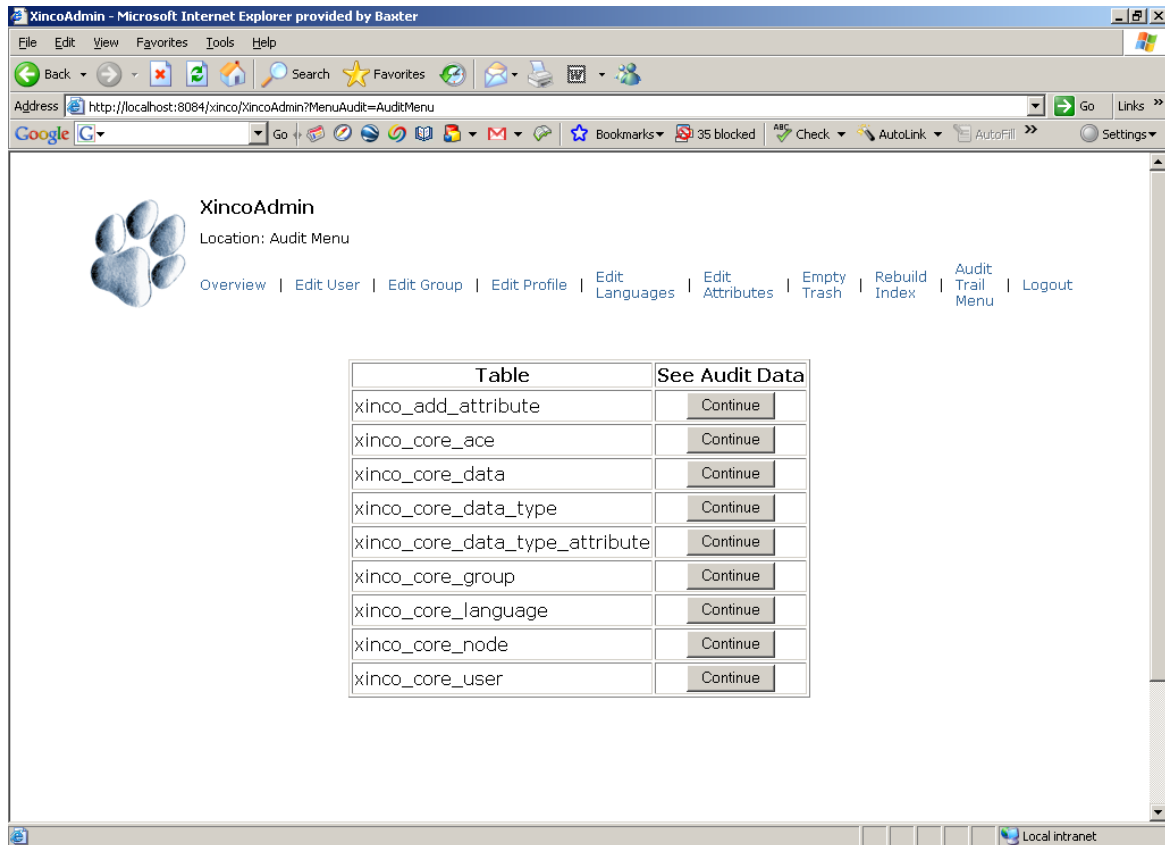 XincoAdmin - Microsoft Internet Explorer provided by Baxter
File Edit View Favorites Tools Help
Back Search Favorites
Address http://localhost:8084/xinco/XincoAdmin?MenuAudit=AuditMenu Go Links »
Google G Go Bookmarks 35 blocked ABC Check AutoLink AutoFill » Settings
XincoAdmin
Location: Audit Menu
Overview | Edit User | Edit Group | Edit Profile | Edit Languages | Edit Attributes | Empty Trash | Rebuild Index | Audit Trail Menu | Logout
Table See Audit Data
xinco_add_attribute Continue
xinco_core_ace Continue
xinco_core_data Continue
xinco_core_data_type Continue
xinco_core_data_type_attribute Continue
xinco_core_group Continue
xinco_core_language Continue
xinco_core_node Continue
xinco_core_user Continue
Local intranet